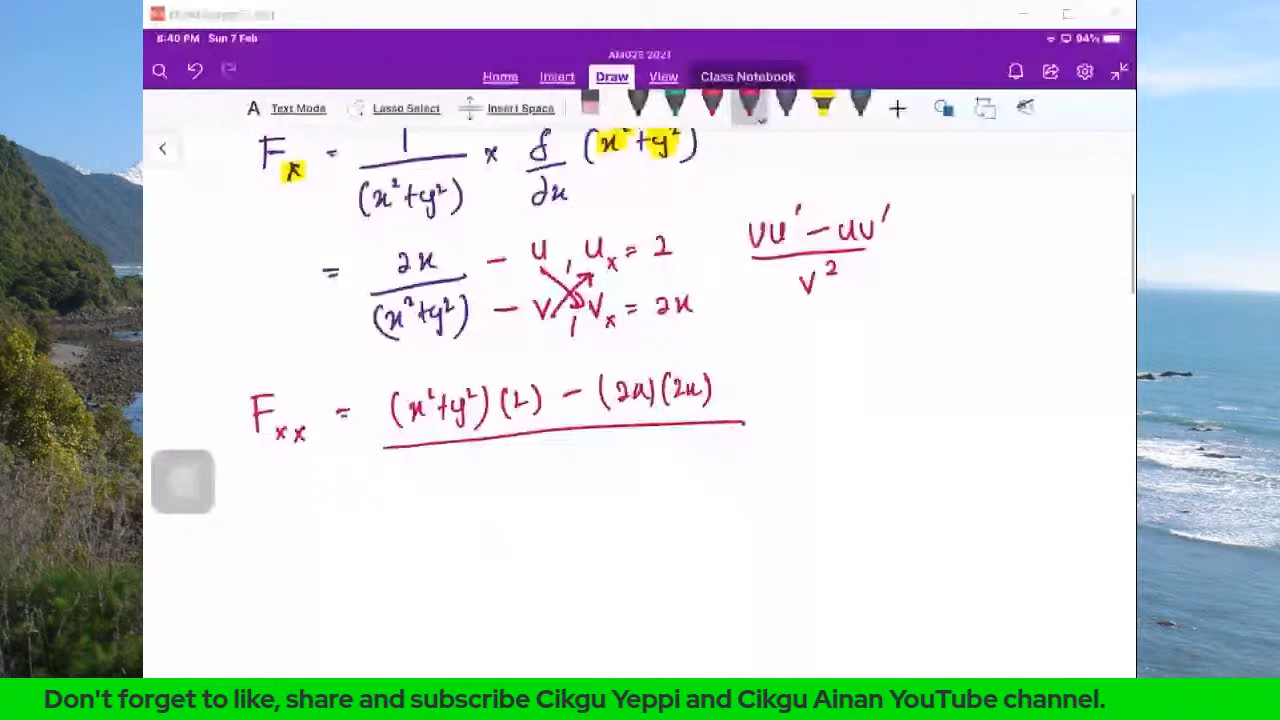 8:40 PM Sun 7 Feb
94%
AM025 2021
Home Insert Draw View Class Notebook
A Text Mode Lasso Select Insert Space
Fx = 1/(x²+y²) × ∂/∂x (x²+y²)
= 2x/(x²+y²) – u, ux = 2
– v, vx = 2x
vu' – uv'/v²
Fxx = (x²+y²)(2) – (2x)(2x)
Don't forget to like, share and subscribe Cikgu Yeppi and Cikgu Ainan YouTube channel.